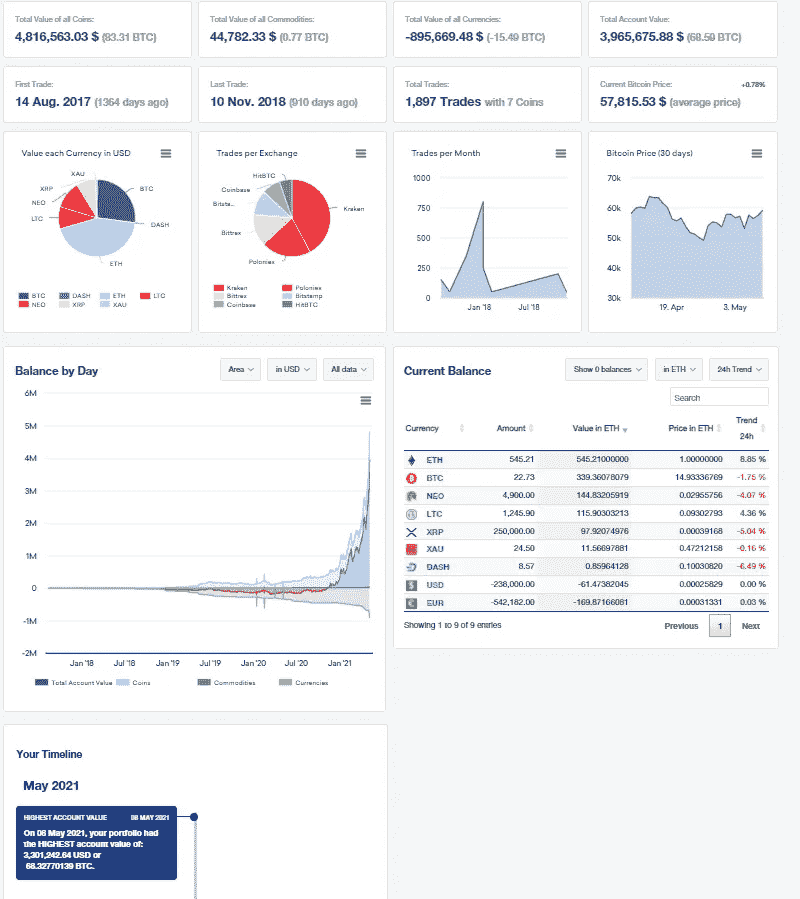 Total Value of all Coins:
4,816,563.03 $ (83.31 BTC)
Total Value of all Commodities:
44,782.33 $ (0.77 BTC)
Total Value of all Currencies:
-895,669.48 $ (-15.49 BTC)
Total Account Value:
3,965,675.88 $ (68.59 BTC)
First Trade:
14 Aug. 2017 (1364 days ago)
Last Trade:
10 Nov. 2018 (910 days ago)
Total Trades:
1,897 Trades with 7 Coins
Current Bitcoin Price: +0.78%
57,815.53 $ (average price)
Value each Currency in USD
XAU
XRP
BTC
NEO
LTC
DASH
ETH
BTC DASH ETH LTC
NEO XRP XAU
Trades per Exchange
HitBTC
Coinbase
Bitsta...
Kraken
Bittrex
Poloniex
Kraken Poloniex
Bittrex Bitstamp
Coinbase HitBTC
Trades per Month
1000
750
500
250
0
Jan '18 Jul '18
Bitcoin Price (30 days)
70k
60k
50k
40k
30k
19. Apr 3. May
Balance by Day
Area in USD All data
6M
5M
4M
3M
2M
1M
0
-1M
-2M
Jan '18 Jul '18 Jan '19 Jul '19 Jan '20 Jul '20 Jan '21
Total Account Value Coins Commodities Currencies
Current Balance
Show 0 balances in ETH 24h Trend
Search
Currency Amount Value in ETH Price in ETH Trend 24h
ETH 545.21 545.21000000 1.00000000 8.85 %
BTC 22.73 339.36078079 14.93336769 -1.75 %
NEO 4,900.00 144.83205919 0.02955756 -4.07 %
LTC 1,245.90 115.90303213 0.09302793 4.36 %
XRP 250,000.00 97.92074976 0.00039168 -5.04 %
XAU 24.50 11.56697881 0.47212158 -0.16 %
DASH 8.57 0.85964128 0.10030820 -6.49 %
USD -238,000.00 -61.47382045 0.00025829 0.00 %
EUR -542,182.00 -169.87166081 0.00031331 0.03 %
Showing 1 to 9 of 9 entries
Previous 1 Next
Your Timeline
May 2021
HIGHEST ACCOUNT VALUE 08 MAY 2021
On 08 May 2021, your portfolio had
the HIGHEST account value of:
3,301,242.64 USD or
68.32770139 BTC.